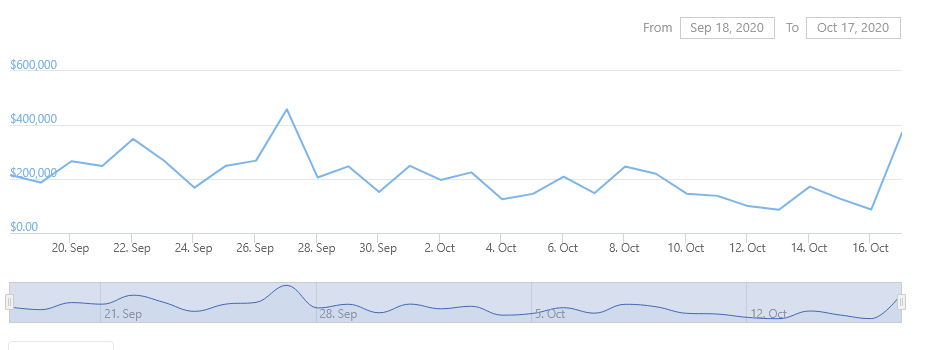 From Sep 18, 2020 To Oct 17, 2020
$600,000
$400,000
$200,000
$0.00
20. Sep 22. Sep 24. Sep 26. Sep 28. Sep 30. Sep 2. Oct 4. Oct 6. Oct 8. Oct 10. Oct 12. Oct 14. Oct 16. Oct
21. Sep 28. Sep 5. Oct 12. Oct